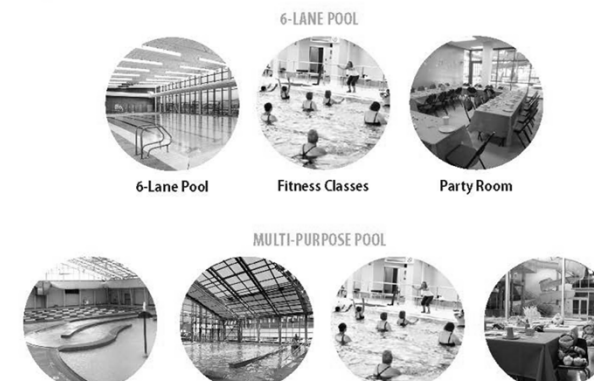 6-LANE POOL
6-Lane Pool
Fitness Classes
Party Room
MULTI-PURPOSE POOL